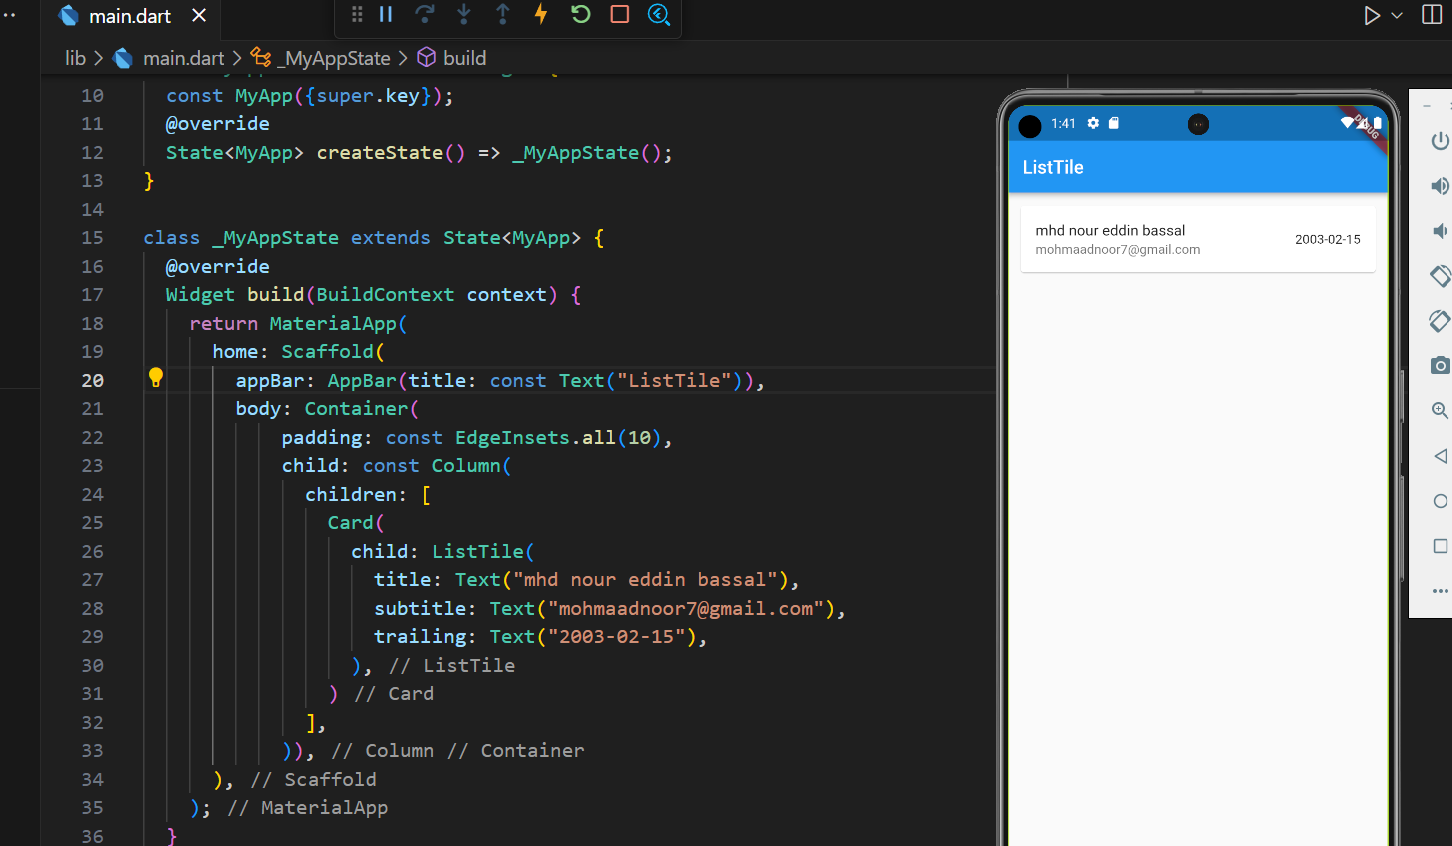 main.dart
lib > main.dart > _MyAppState > build
10 const MyApp({super.key});
11 @override
12 State<MyApp> createState() => _MyAppState();
13 }
14
15 class _MyAppState extends State<MyApp> {
16 @override
17 Widget build(BuildContext context) {
18 return MaterialApp(
19 home: Scaffold(
20 appBar: AppBar(title: const Text("ListTile")),
21 body: Container(
22 padding: const EdgeInsets.all(10),
23 child: const Column(
24 children: [
25 Card(
26 child: ListTile(
27 title: Text("mhd nour eddin bassal"),
28 subtitle: Text("mohmaadnoor7@gmail.com"),
29 trailing: Text("2003-02-15"),
30 ), // ListTile
31 ) // Card
32 ],
33 )), // Column // Container
34 ), // Scaffold
35 ); // MaterialApp
36 }
1:41
DEBUG
ListTile
mhd nour eddin bassal
mohmaadnoor7@gmail.com
2003-02-15